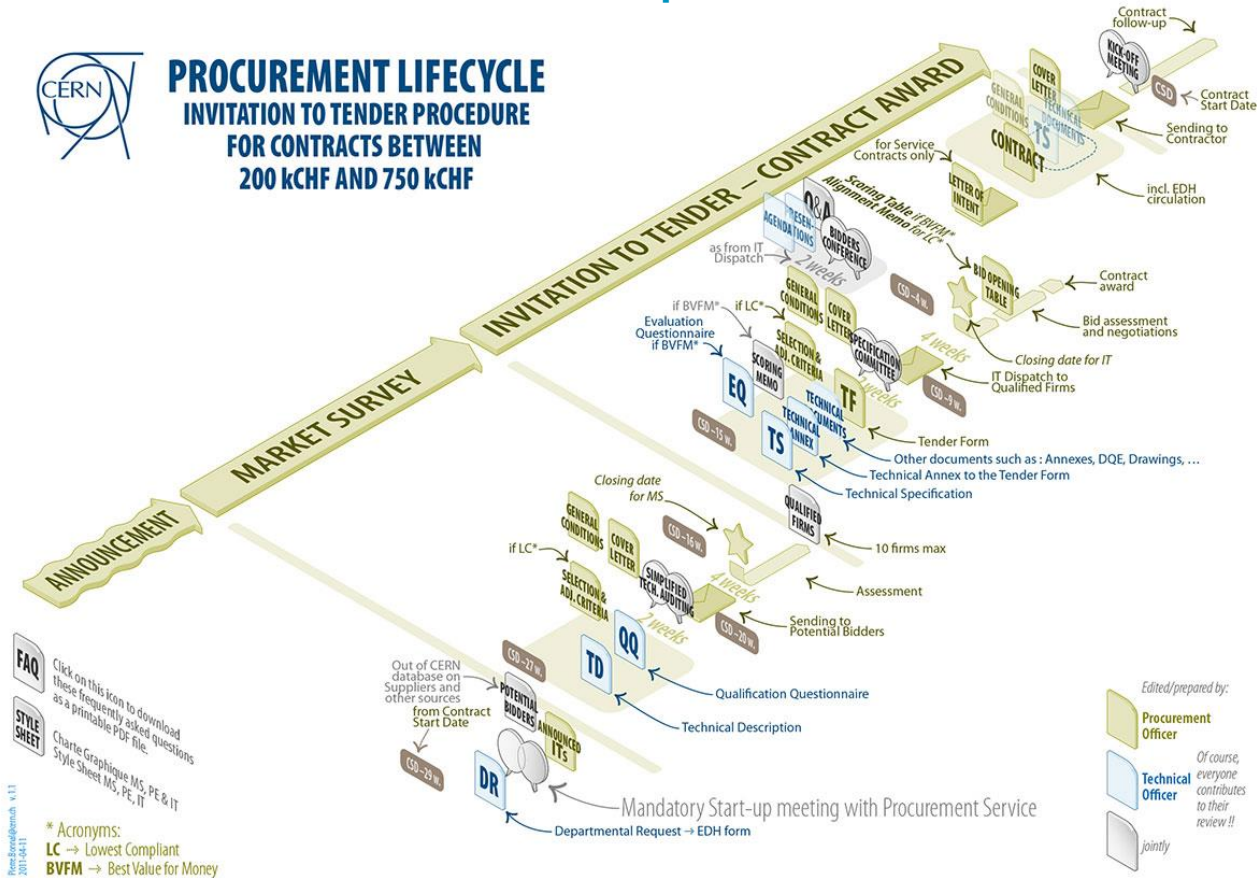 CERN
PROCUREMENT LIFECYCLE
INVITATION TO TENDER PROCEDURE
FOR CONTRACTS BETWEEN
200 kCHF AND 750 kCHF
Contract
follow-up
KICK-OFF
MEETING
CSD
Contract
Start Date
COVER
LETTER
GENERAL
CONDITIONS
TECHNICAL
DOCUMENTS
TS
CONTRACT
Sending to
Contractor
incl. EDH
circulation
for Service
Contracts only
LETTER OF
INTENT
INVITATION TO TENDER – CONTRACT AWARD
Scoring Table if BVFM*
Alignment Memo for LC*
Q&A
PRESEN-
TATIONS
AGENDA
BIDDERS
CONFERENCE
as from IT
Dispatch
2 weeks
CSD –4 w.
BID OPENING
TABLE
Contract
award
Bid assessment
and negotiations
Closing date for IT
4 weeks
if BVFM*
if LC*
GENERAL
CONDITIONS
COVER
LETTER
SELECTION &
ADJ. CRITERIA
SPECIFICATION
COMMITTEE
IT Dispatch to
Qualified Firms
CSD –9 w.
Evaluation
Questionnaire
if BVFM*
SCORING
MEMO
EQ
TF
2 weeks
TECHNICAL
DOCUMENTS
TECHNICAL
ANNEX
TS
CSD –15 w.
Tender Form
Other documents such as : Annexes, DQE, Drawings, ...
Technical Annex to the Tender Form
Technical Specification
MARKET SURVEY
QUALIFIED
FIRMS
10 firms max
Closing date
for MS
CSD –16 w.
GENERAL
CONDITIONS
COVER
LETTER
if LC*
SELECTION &
ADJ. CRITERIA
SIMPLIFIED
TECH. AUDITING
4 weeks
Assessment
Sending to
Potential Bidders
CSD –20 w.
2 weeks
QQ
TD
CSD –27 w.
Qualification Questionnaire
Technical Description
ANNOUNCEMENT
Out of CERN
database on
Suppliers and
other sources
POTENTIAL
BIDDERS
ANNOUNCED
ITs
from Contract
Start Date
CSD –29 w.
DR
Mandatory Start-up meeting with Procurement Service
Departmental Request → EDH form
FAQ
Click on this icon to download
these frequently asked questions
as a printable PDF file.
STYLE
SHEET
Charte Graphique MS, PE & IT
Style Sheet MS, PE, IT
* Acronyms:
LC → Lowest Compliant
BVFM → Best Value for Money
Pierre.Bonnal@cern.ch v.1.1
2011-04-11
Edited/prepared by:
Procurement
Officer
Technical
Officer
Of course,
everyone
contributes
to their
review !!
jointly